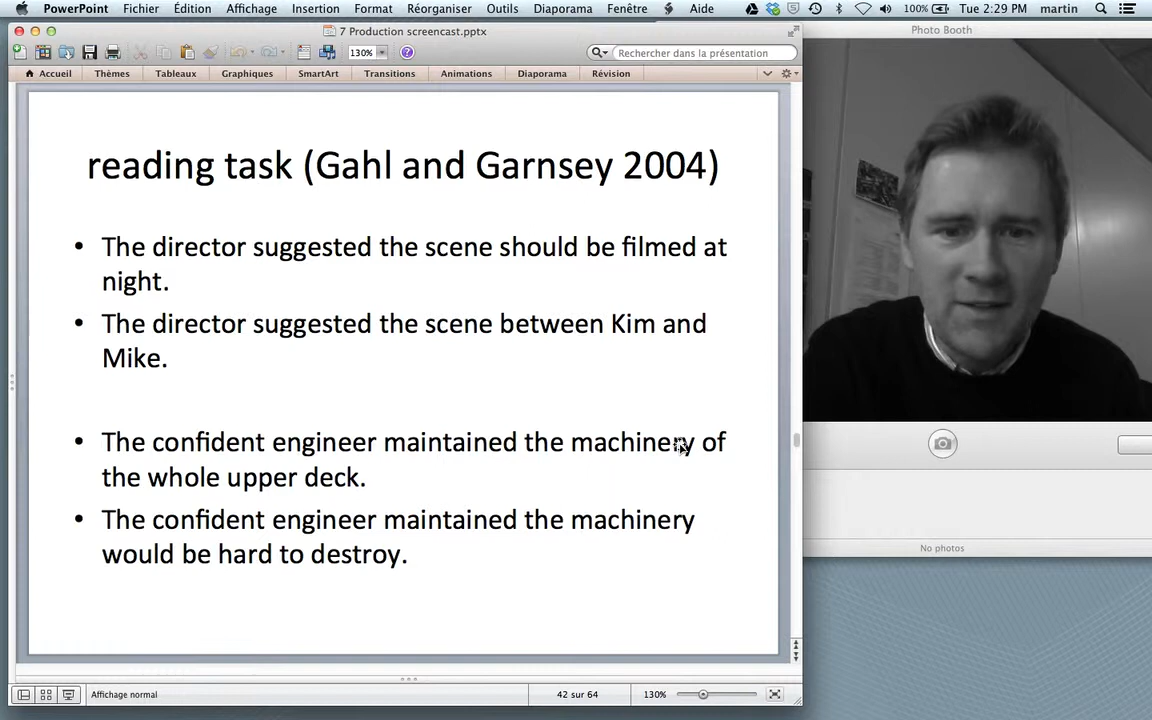 PowerPoint Fichier Édition Affichage Insertion Format Réorganiser Outils Diaporama Fenêtre Aide 100% Tue 2:29 PM martin
7 Production screencast.pptx
Photo Booth
130% Rechercher dans la présentation
Accueil Thèmes Tableaux Graphiques SmartArt Transitions Animations Diaporama Révision
reading task (Gahl and Garnsey 2004)
• The director suggested the scene should be filmed at
night.
• The director suggested the scene between Kim and
Mike.
• The confident engineer maintained the machinery of
the whole upper deck.
• The confident engineer maintained the machinery
would be hard to destroy.
No photos
Affichage normal 42 sur 64 130%